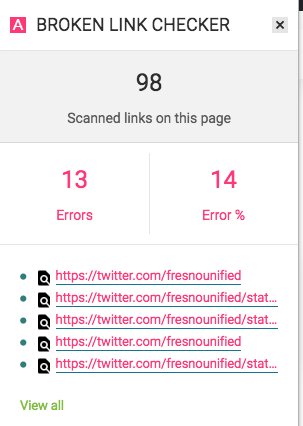 A BROKEN LINK CHECKER
98
Scanned links on this page
13
Errors
14
Error %
https://twitter.com/fresnounified
https://twitter.com/fresnounified/stat...
https://twitter.com/fresnounified/stat...
https://twitter.com/fresnounified
https://twitter.com/fresnounified/stat...
View all